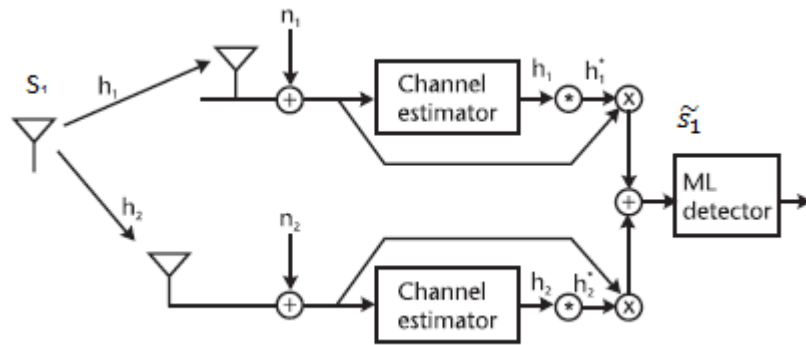 n₁
S₁
h₁
Channel
estimator
h₁
*
h₁*
x
+
s̃₁
h₂
+
ML
detector
n₂
+
Channel
estimator
h₂
*
h₂*
x